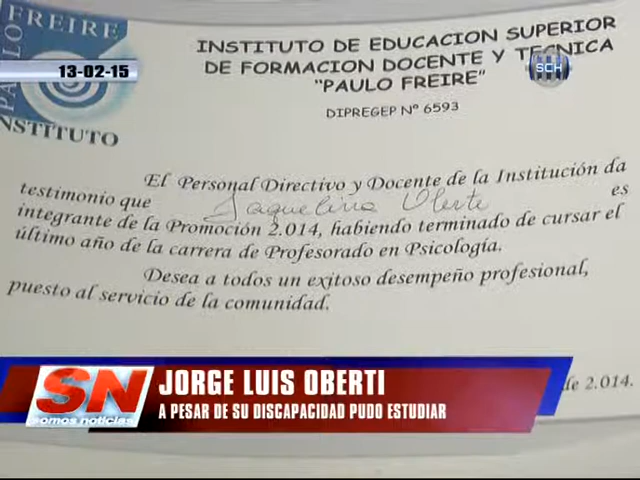 PAULO FREIRE
INSTITUTO
13-02-15
SCH
INSTITUTO DE EDUCACION SUPERIOR
DE FORMACION DOCENTE Y TECNICA
"PAULO FREIRE"
DIPREGEP Nº 6593
El Personal Directivo y Docente de la Institución da
testimonio que Jaquelina Oberti es
integrante de la Promoción 2.014, habiendo terminado de cursar el
último año de la carrera de Profesorado en Psicología.
Desea a todos un exitoso desempeño profesional,
puesto al servicio de la comunidad.
de 2.014.
SN
somos noticias
JORGE LUIS OBERTI
A PESAR DE SU DISCAPACIDAD PUDO ESTUDIAR